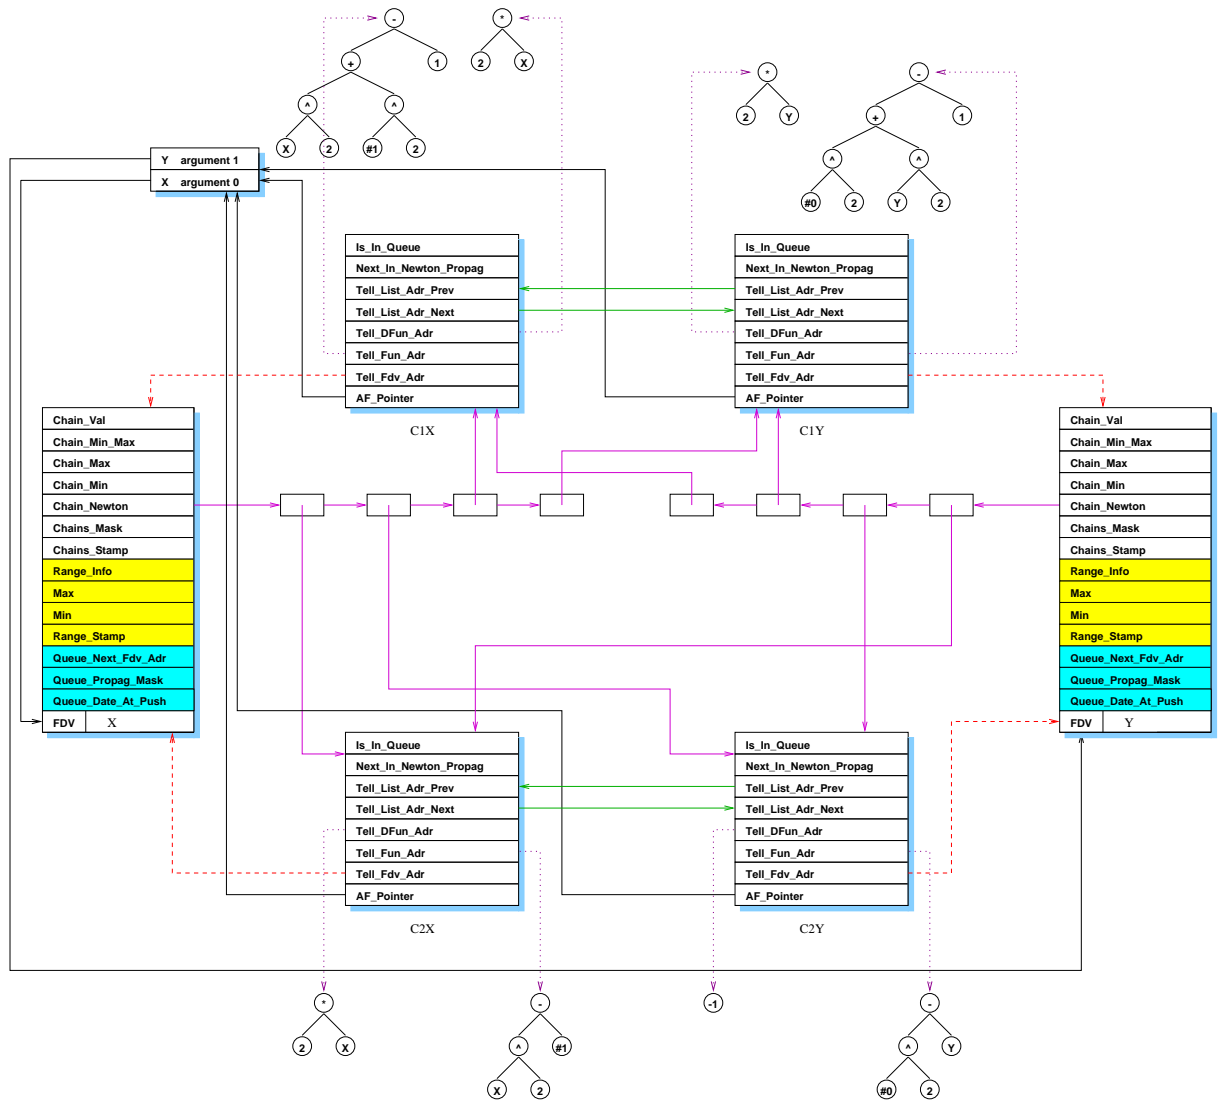 -
*
+
1
2
X
^
^
X
2
#1
2
*
-
2
Y
+
1
^
^
#0
2
Y
2
Y argument 1
X argument 0
Is_In_Queue
Next_In_Newton_Propag
Tell_List_Adr_Prev
Tell_List_Adr_Next
Tell_DFun_Adr
Tell_Fun_Adr
Tell_Fdv_Adr
AF_Pointer
C1X
Is_In_Queue
Next_In_Newton_Propag
Tell_List_Adr_Prev
Tell_List_Adr_Next
Tell_DFun_Adr
Tell_Fun_Adr
Tell_Fdv_Adr
AF_Pointer
C1Y
Chain_Val
Chain_Min_Max
Chain_Max
Chain_Min
Chain_Newton
Chains_Mask
Chains_Stamp
Range_Info
Max
Min
Range_Stamp
Queue_Next_Fdv_Adr
Queue_Propag_Mask
Queue_Date_At_Push
FDV X
Chain_Val
Chain_Min_Max
Chain_Max
Chain_Min
Chain_Newton
Chains_Mask
Chains_Stamp
Range_Info
Max
Min
Range_Stamp
Queue_Next_Fdv_Adr
Queue_Propag_Mask
Queue_Date_At_Push
FDV Y
Is_In_Queue
Next_In_Newton_Propag
Tell_List_Adr_Prev
Tell_List_Adr_Next
Tell_DFun_Adr
Tell_Fun_Adr
Tell_Fdv_Adr
AF_Pointer
C2X
Is_In_Queue
Next_In_Newton_Propag
Tell_List_Adr_Prev
Tell_List_Adr_Next
Tell_DFun_Adr
Tell_Fun_Adr
Tell_Fdv_Adr
AF_Pointer
C2Y
*
2
X
-
^
#1
X
2
-1
-
^
Y
#0
2